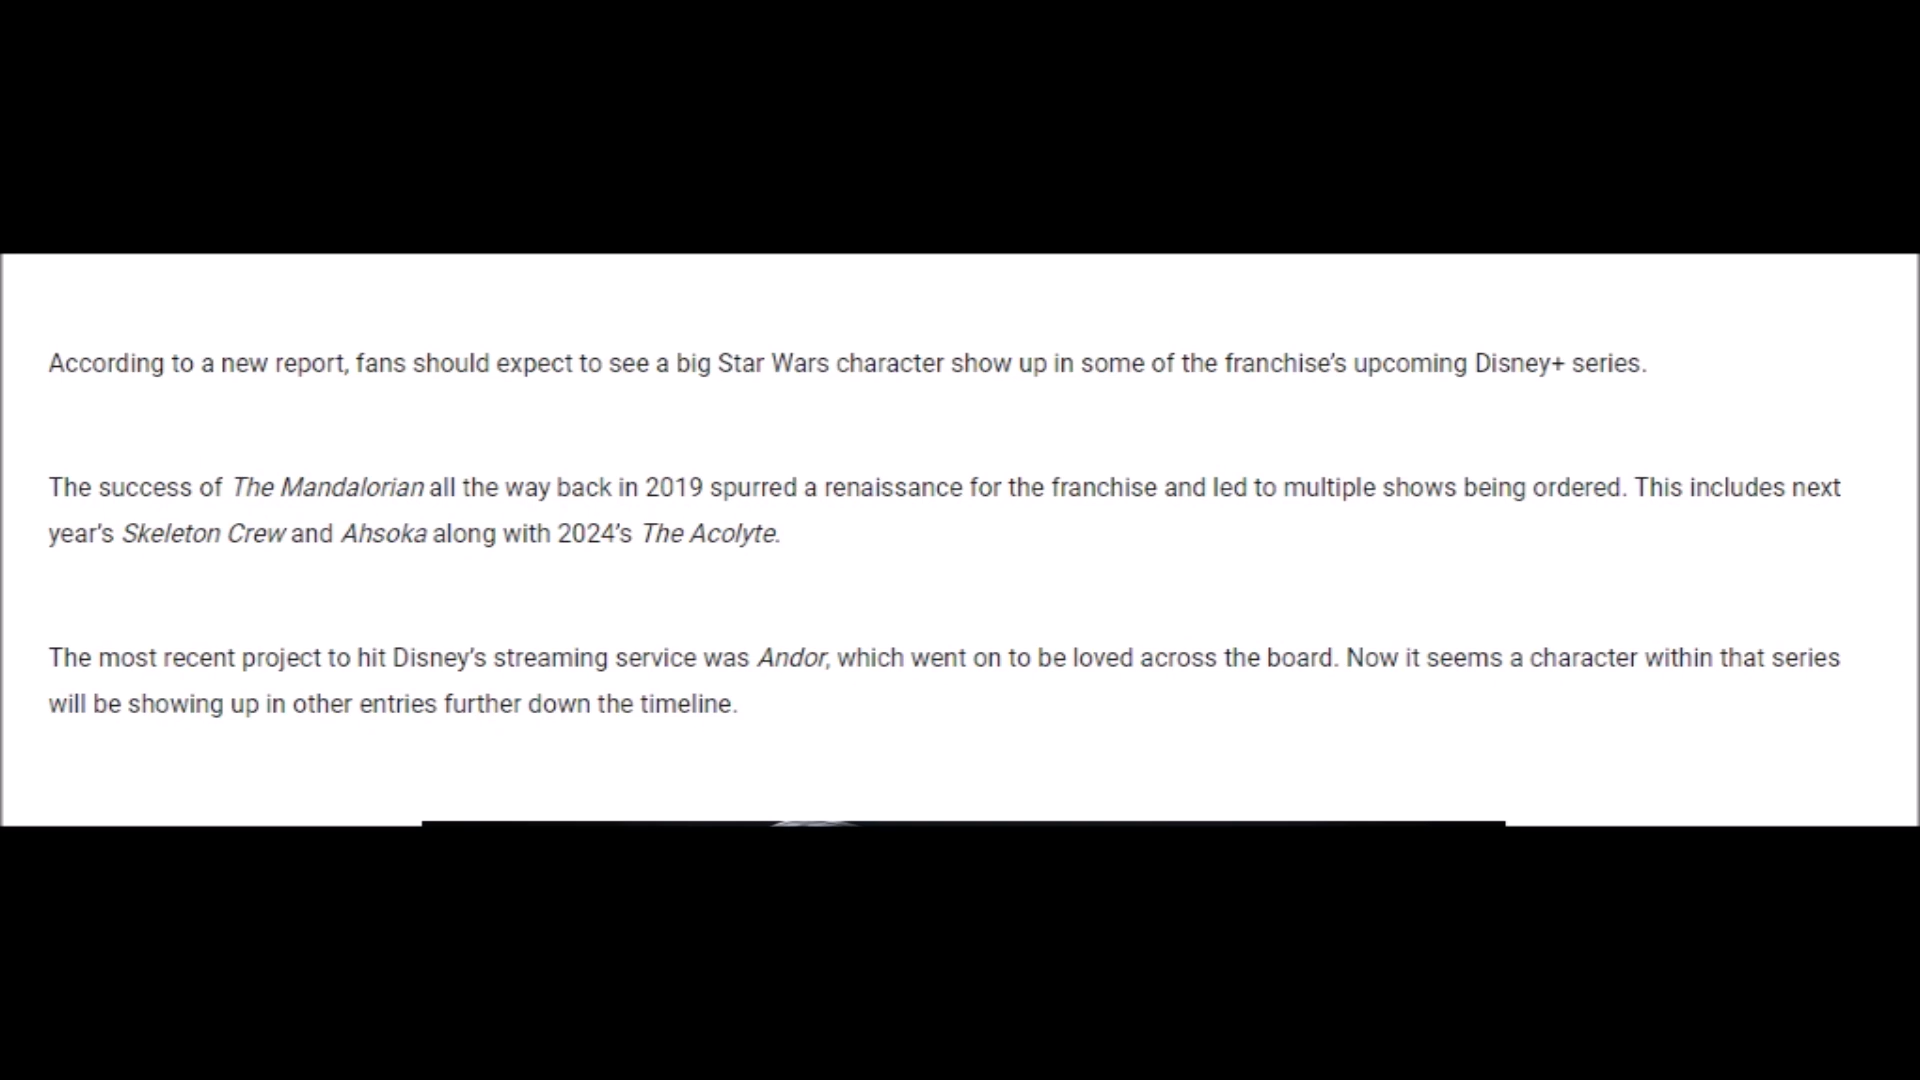 According to a new report, fans should expect to see a big Star Wars character show up in some of the franchise’s upcoming Disney+ series.
The success of The Mandalorian all the way back in 2019 spurred a renaissance for the franchise and led to multiple shows being ordered. This includes next
year’s Skeleton Crew and Ahsoka along with 2024’s The Acolyte.
The most recent project to hit Disney’s streaming service was Andor, which went on to be loved across the board. Now it seems a character within that series
will be showing up in other entries further down the timeline.